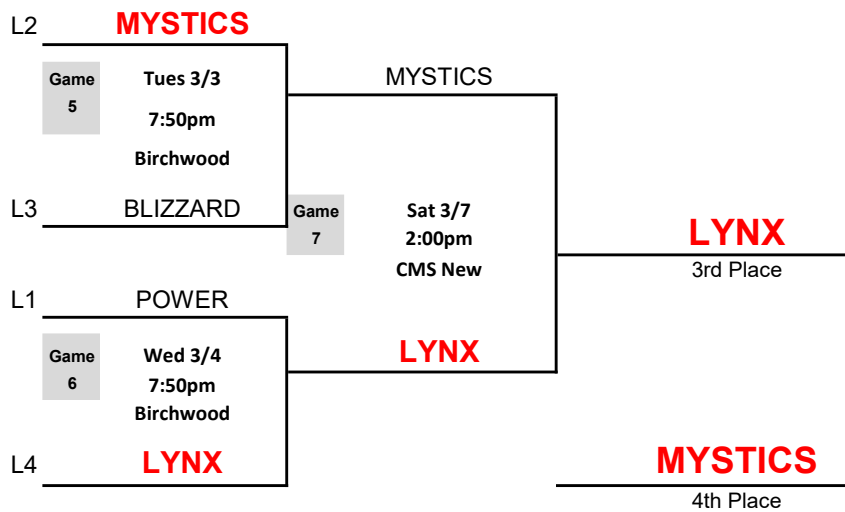 L2 MYSTICS
Game 5
Tues 3/3
7:50pm
Birchwood
L3 BLIZZARD
MYSTICS
Game 7
Sat 3/7
2:00pm
CMS New
LYNX
3rd Place
L1 POWER
Game 6
Wed 3/4
7:50pm
Birchwood
L4 LYNX
LYNX
MYSTICS
4th Place